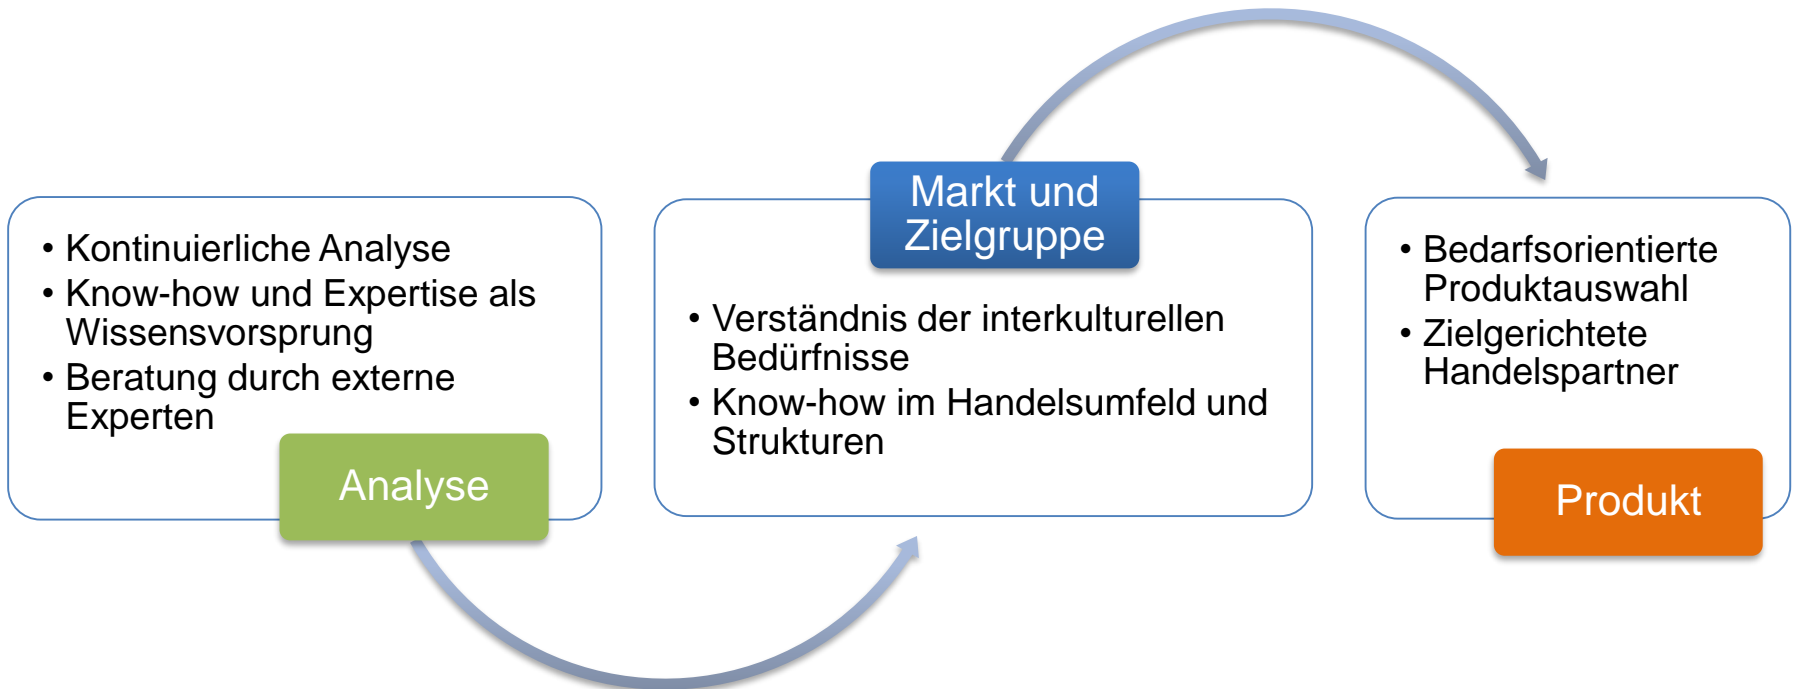 • Kontinuierliche Analyse
• Know-how und Expertise als
Wissensvorsprung
• Beratung durch externe
Experten
Analyse
Markt und
Zielgruppe
• Verständnis der interkulturellen
Bedürfnisse
• Know-how im Handelsumfeld und
Strukturen
• Bedarfsorientierte
Produktauswahl
• Zielgerichtete
Handelspartner
Produkt